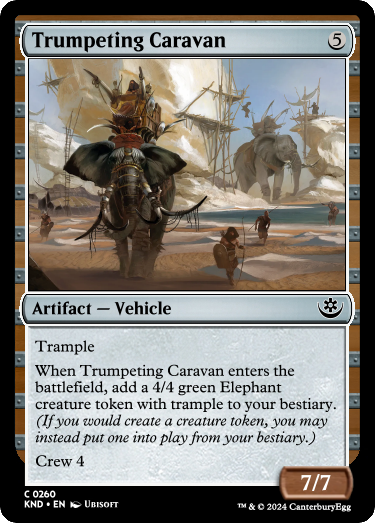 Trumpeting Caravan 5
Artifact — Vehicle
Trample
When Trumpeting Caravan enters the
battlefield, add a 4/4 green Elephant
creature token with trample to your bestiary.
(If you would create a creature token, you may
instead put one into play from your bestiary.)
Crew 4
7/7
C 0260
KND • EN Ubisoft
™ & © 2024 CanterburyEgg